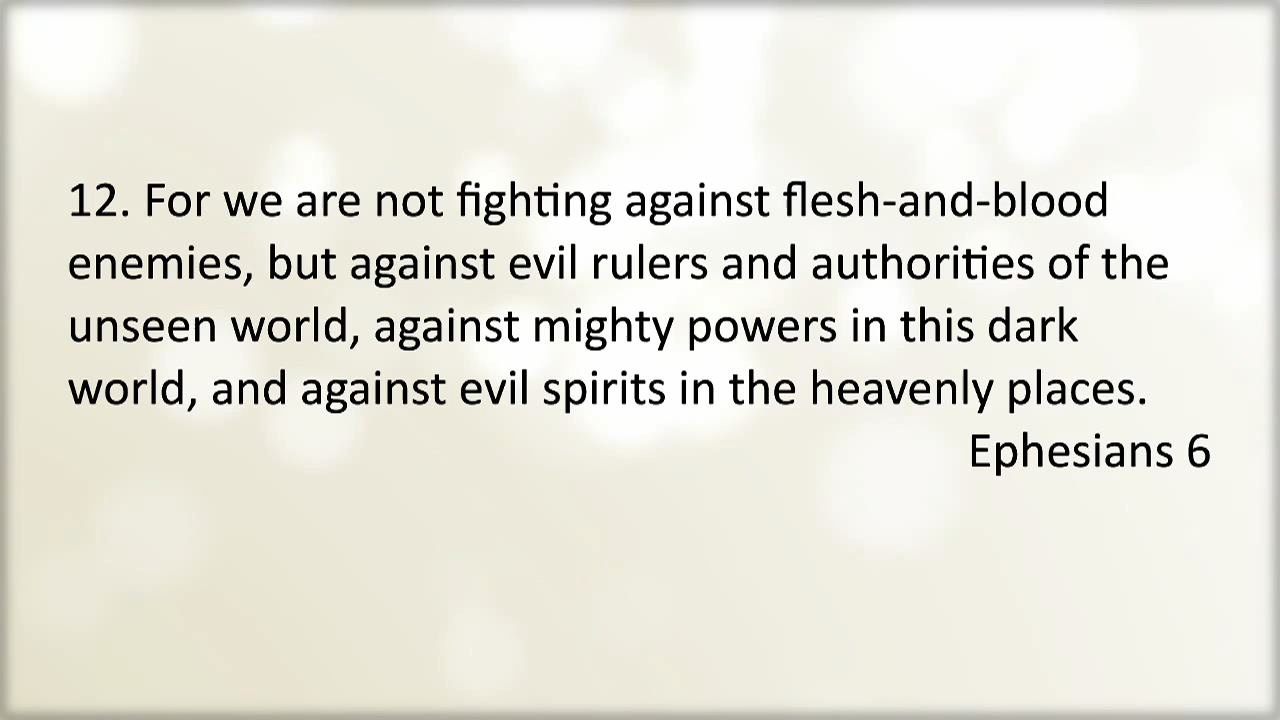 12. For we are not fighting against flesh-and-blood
enemies, but against evil rulers and authorities of the
unseen world, against mighty powers in this dark
world, and against evil spirits in the heavenly places.
Ephesians 6